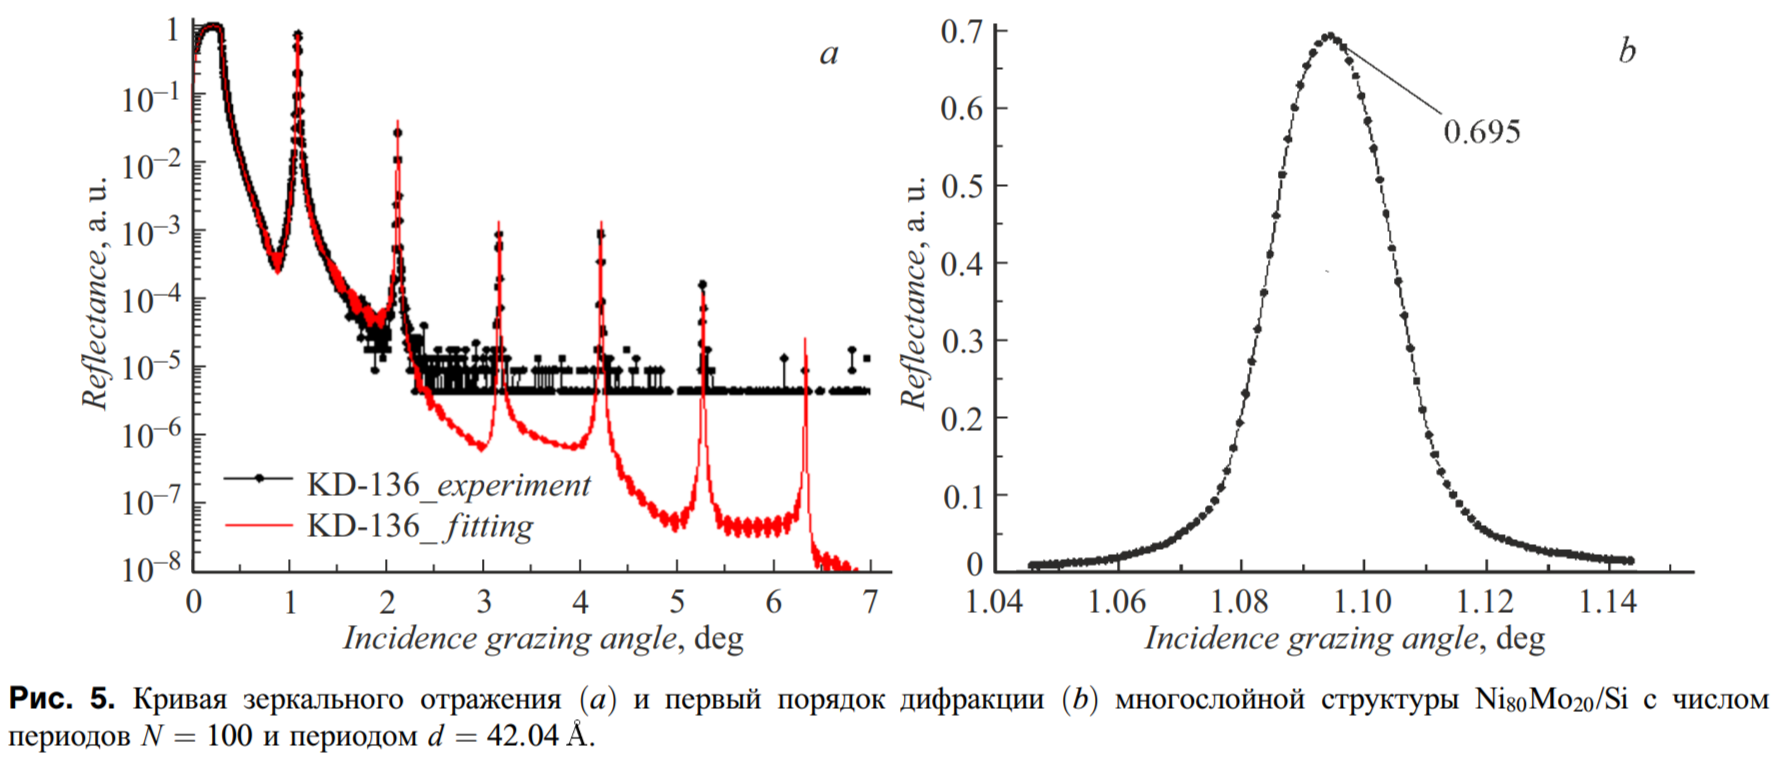 a
1
10⁻¹
10⁻²
10⁻³
10⁻⁴
10⁻⁵
10⁻⁶
10⁻⁷
10⁻⁸
Reflectance, a. u.
KD-136_experiment
KD-136_fitting
0 1 2 3 4 5 6 7
Incidence grazing angle, deg
b
0.7
0.6
0.5
0.4
0.3
0.2
0.1
0
Reflectance, a. u.
0.695
1.04 1.06 1.08 1.10 1.12 1.14
Incidence grazing angle, deg
Рис. 5. Кривая зеркального отражения (a) и первый порядок дифракции (b) многослойной структуры Ni₈₀Mo₂₀/Si с числом
периодов N = 100 и периодом d = 42.04 Å.